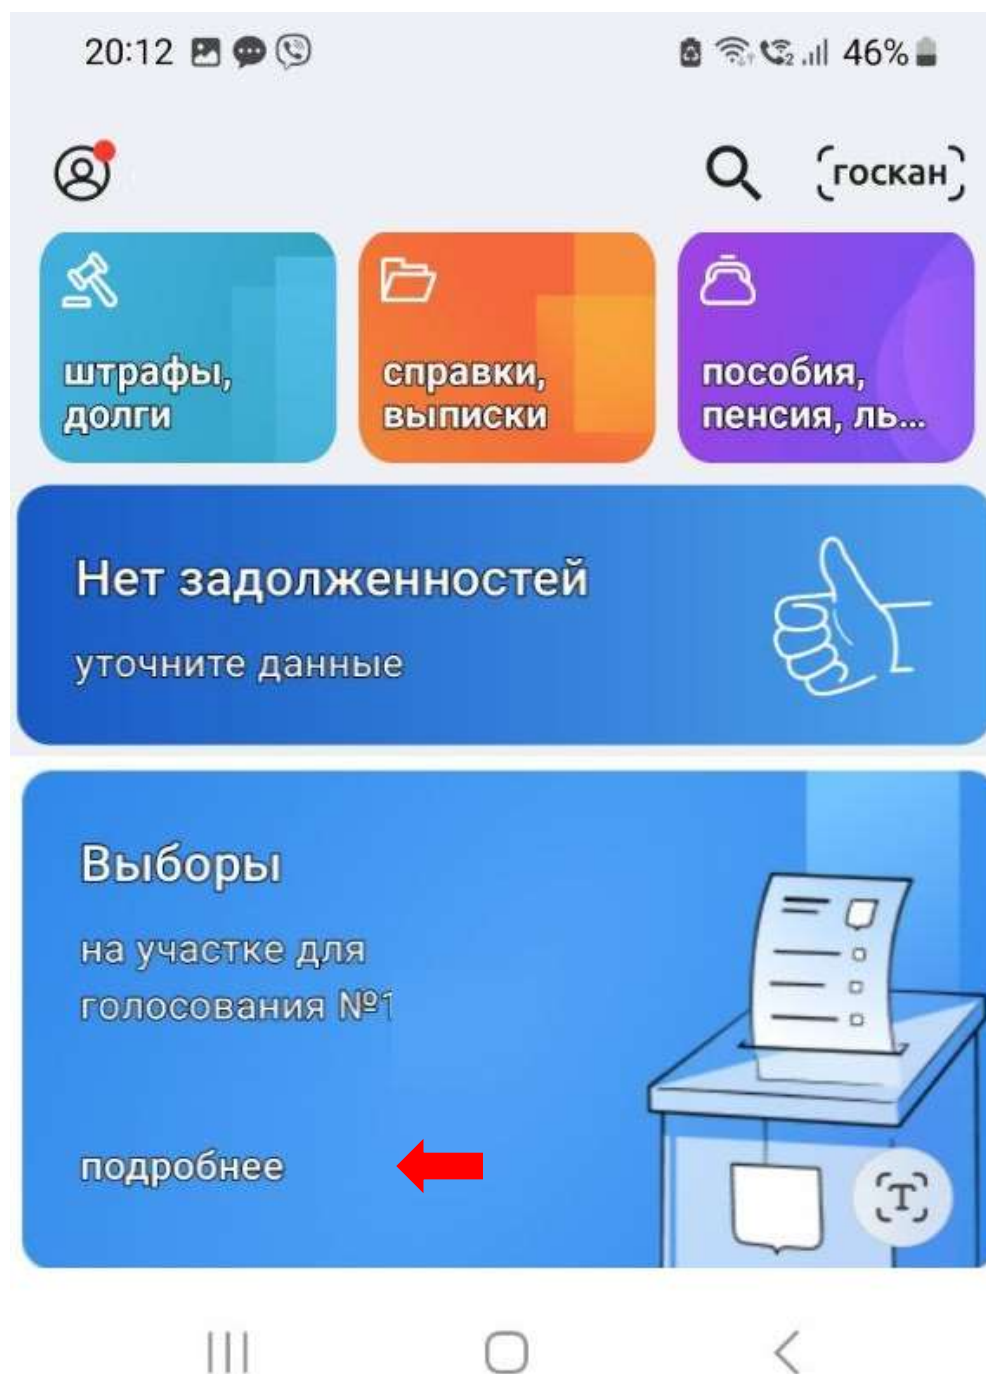 20:12
46%
госкан
штрафы,
долги
справки,
выписки
пособия,
пенсия, ль...
Нет задолженностей
уточните данные
Выборы
на участке для
голосования №1
подробнее